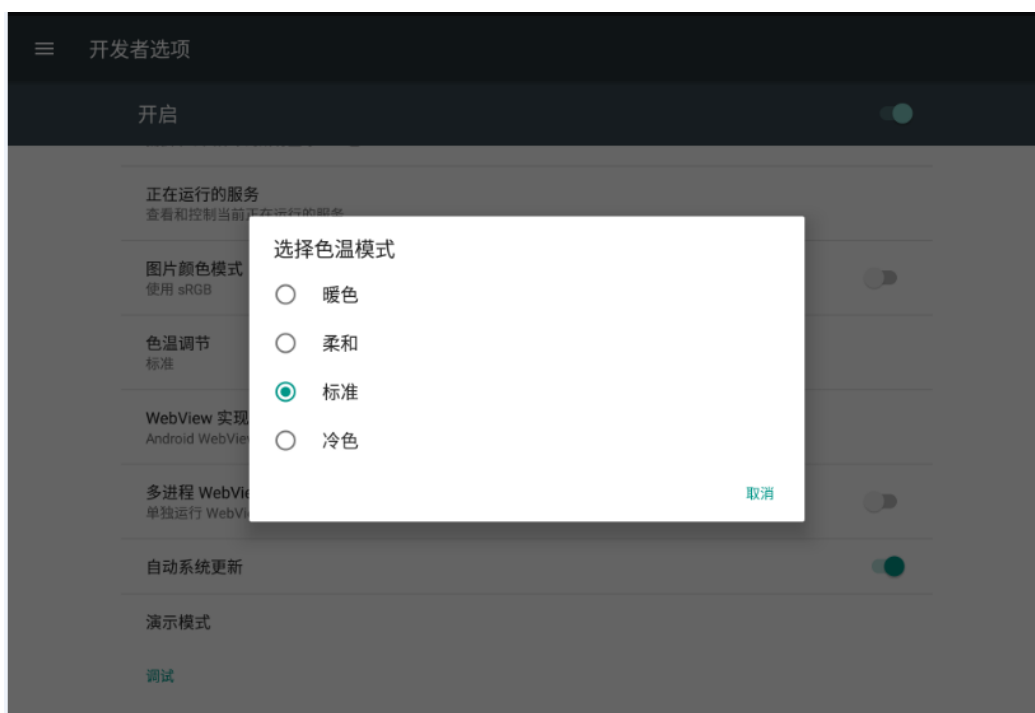 开发者选项
开启
正在运行的服务
查看和控制当前正在运行的服务
选择色温模式
图片颜色模式
使用 sRGB
暖色
色温调节
标准
柔和
标准
WebView 实现
Android WebView
冷色
多进程 WebVie
单独运行 WebVi
取消
自动系统更新
演示模式
调试